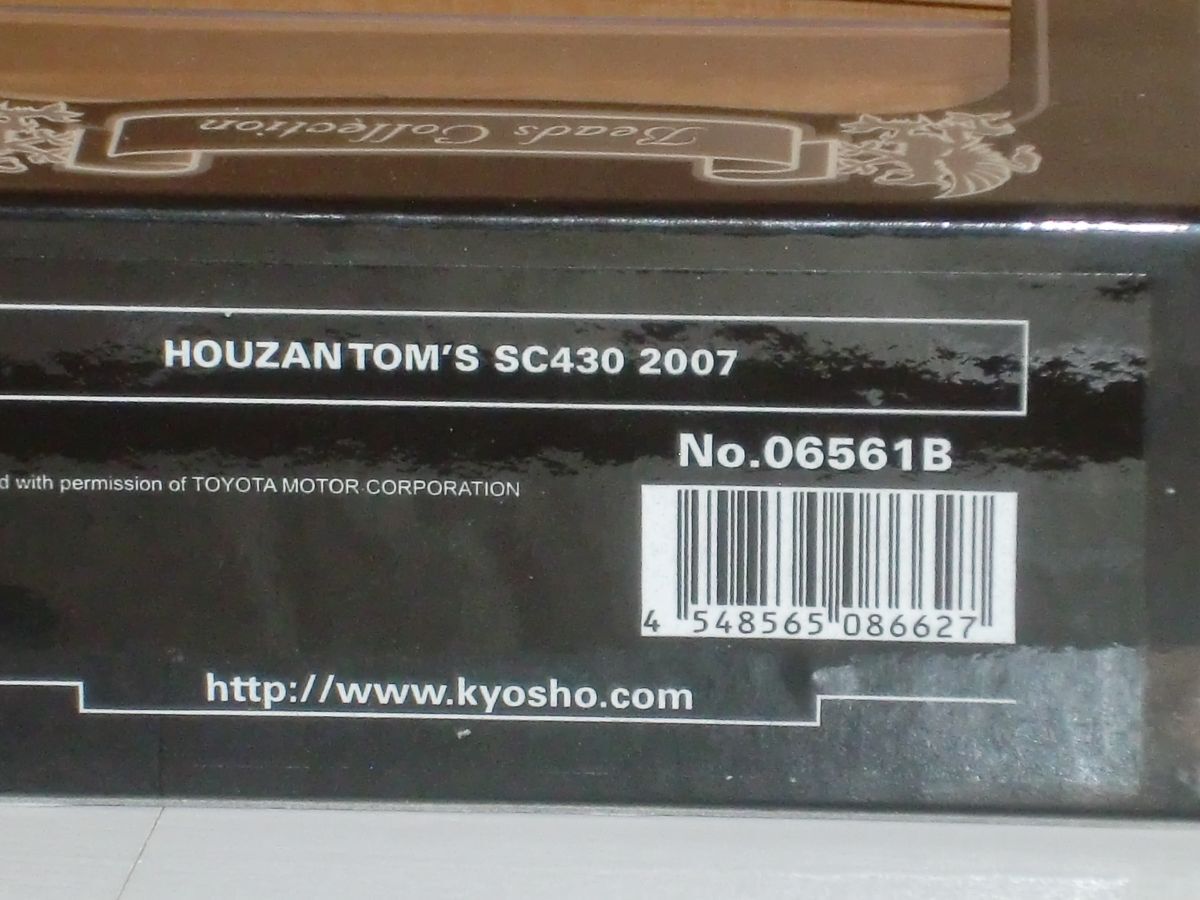 Beads Collection
HOUZAN TOM'S SC430 2007
No.06561B
d with permission of TOYOTA MOTOR CORPORATION
4 548565 086627
http://www.kyosho.com